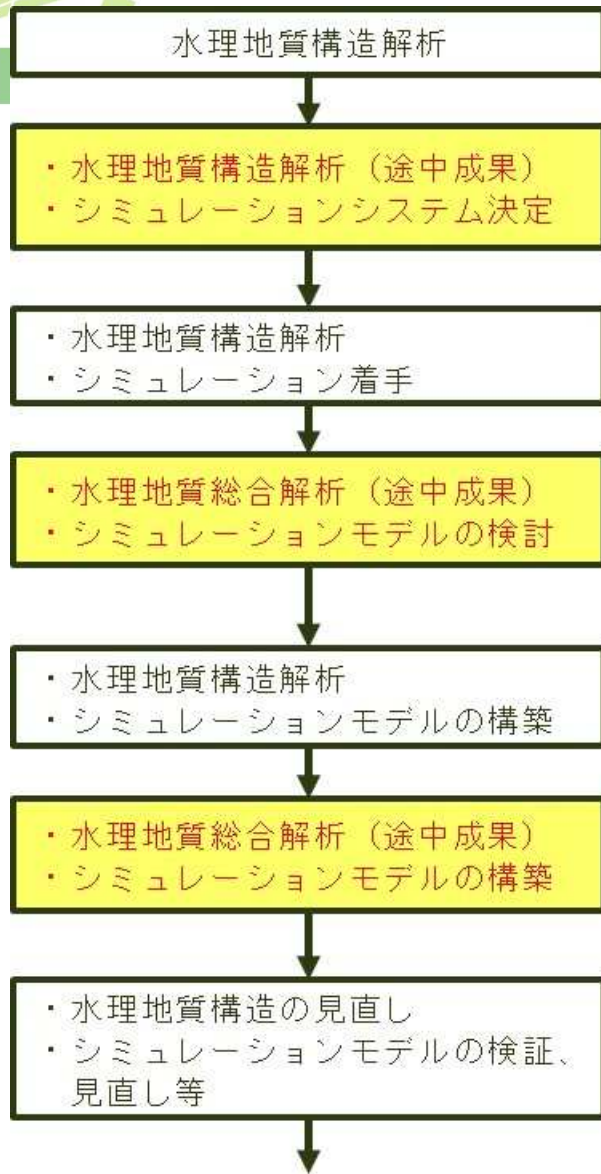 水理地質構造解析
・水理地質構造解析（途中成果）
・シミュレーションシステム決定
・水理地質構造解析
・シミュレーション着手
・水理地質総合解析（途中成果）
・シミュレーションモデルの検討
・水理地質構造解析
・シミュレーションモデルの構築
・水理地質総合解析（途中成果）
・シミュレーションモデルの構築
・水理地質構造の見直し
・シミュレーションモデルの検証、
見直し等